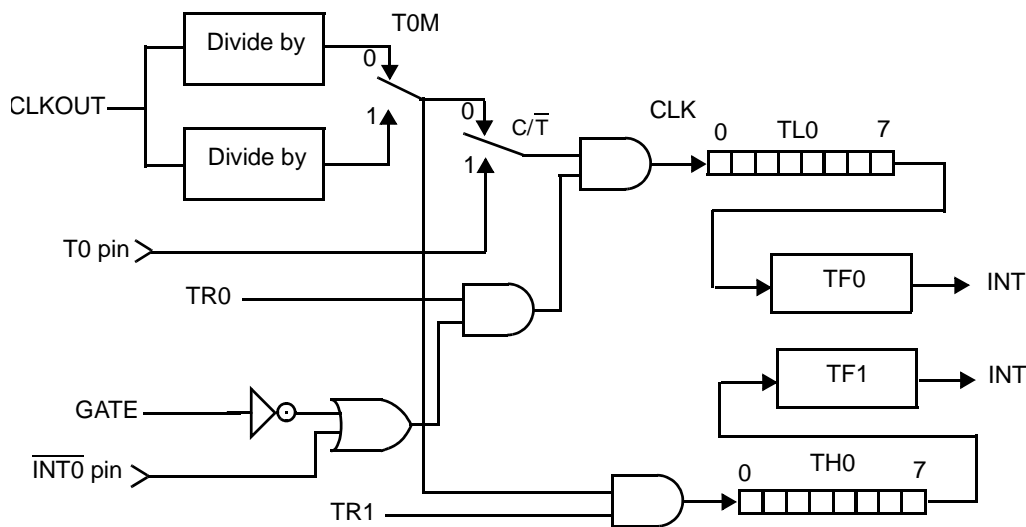 Divide by
T0M
0
CLKOUT
1
Divide by
0
C/T̅
1
CLK
0 TL0 7
T0 pin
TR0
TF0
INT
TF1
INT
GATE
I̅N̅T̅0̅ pin
0 TH0 7
TR1